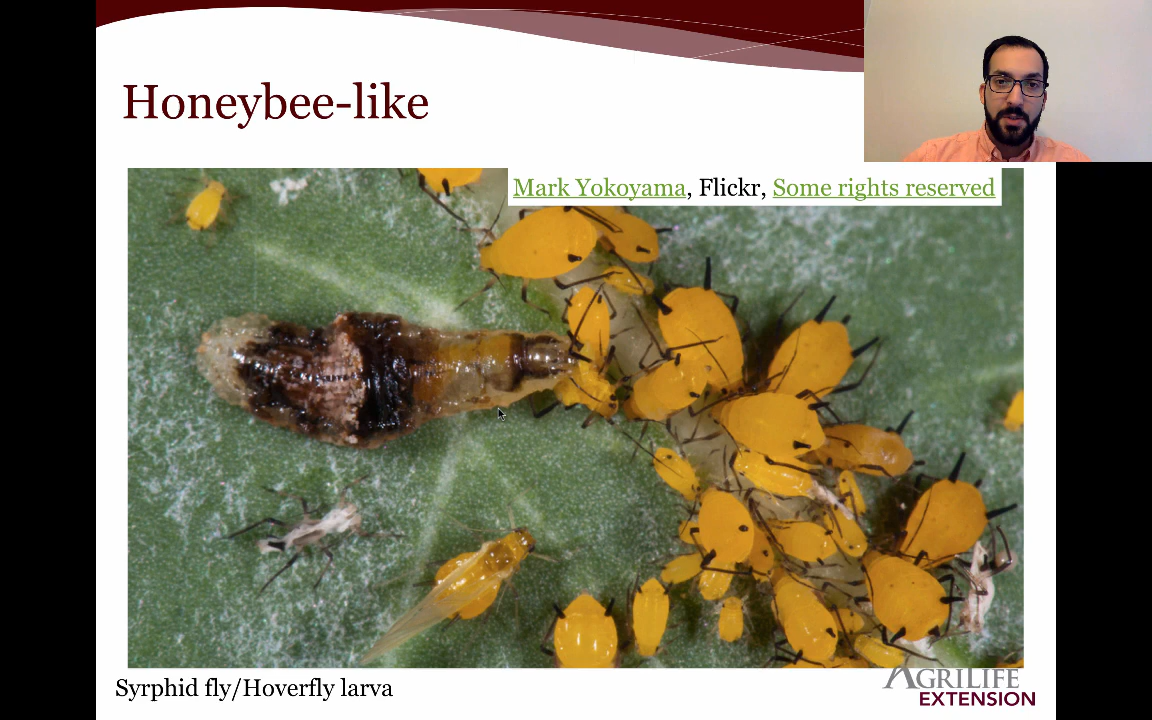 Honeybee-like
Mark Yokoyama, Flickr, Some rights reserved
Syrphid fly/Hoverfly larva
AGRILIFE
EXTENSION